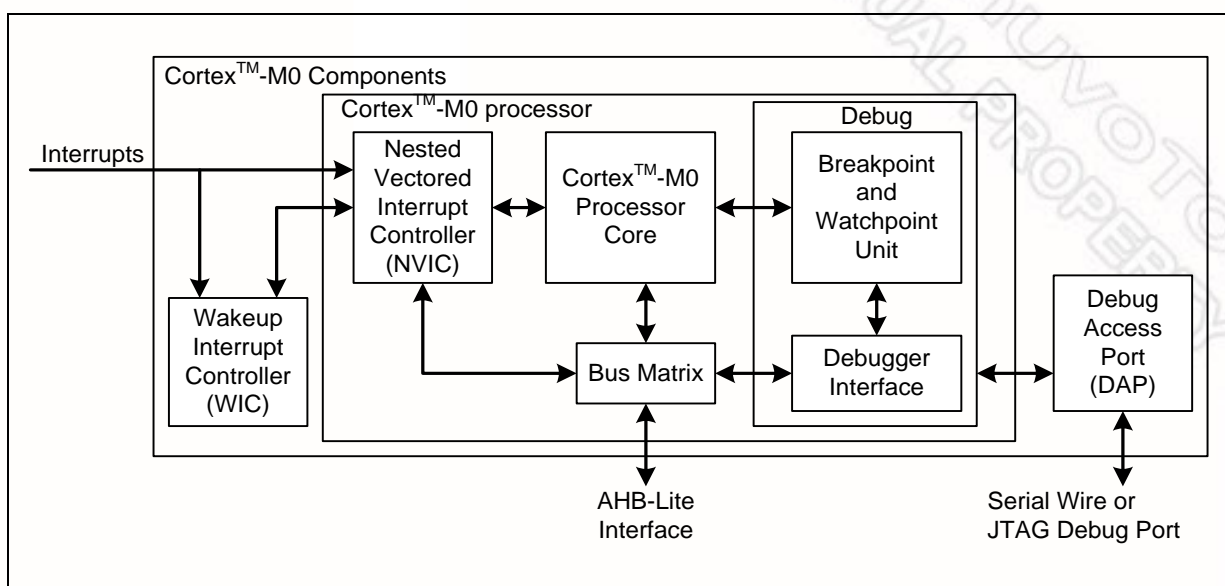 Cortex™-M0 Components
Cortex™-M0 processor
Debug
Interrupts
Nested
Vectored
Interrupt
Controller
(NVIC)
Cortex™-M0
Processor
Core
Breakpoint
and
Watchpoint
Unit
Wakeup
Interrupt
Controller
(WIC)
Bus Matrix
Debugger
Interface
Debug
Access
Port
(DAP)
AHB-Lite
Interface
Serial Wire or
JTAG Debug Port
PROPERTY